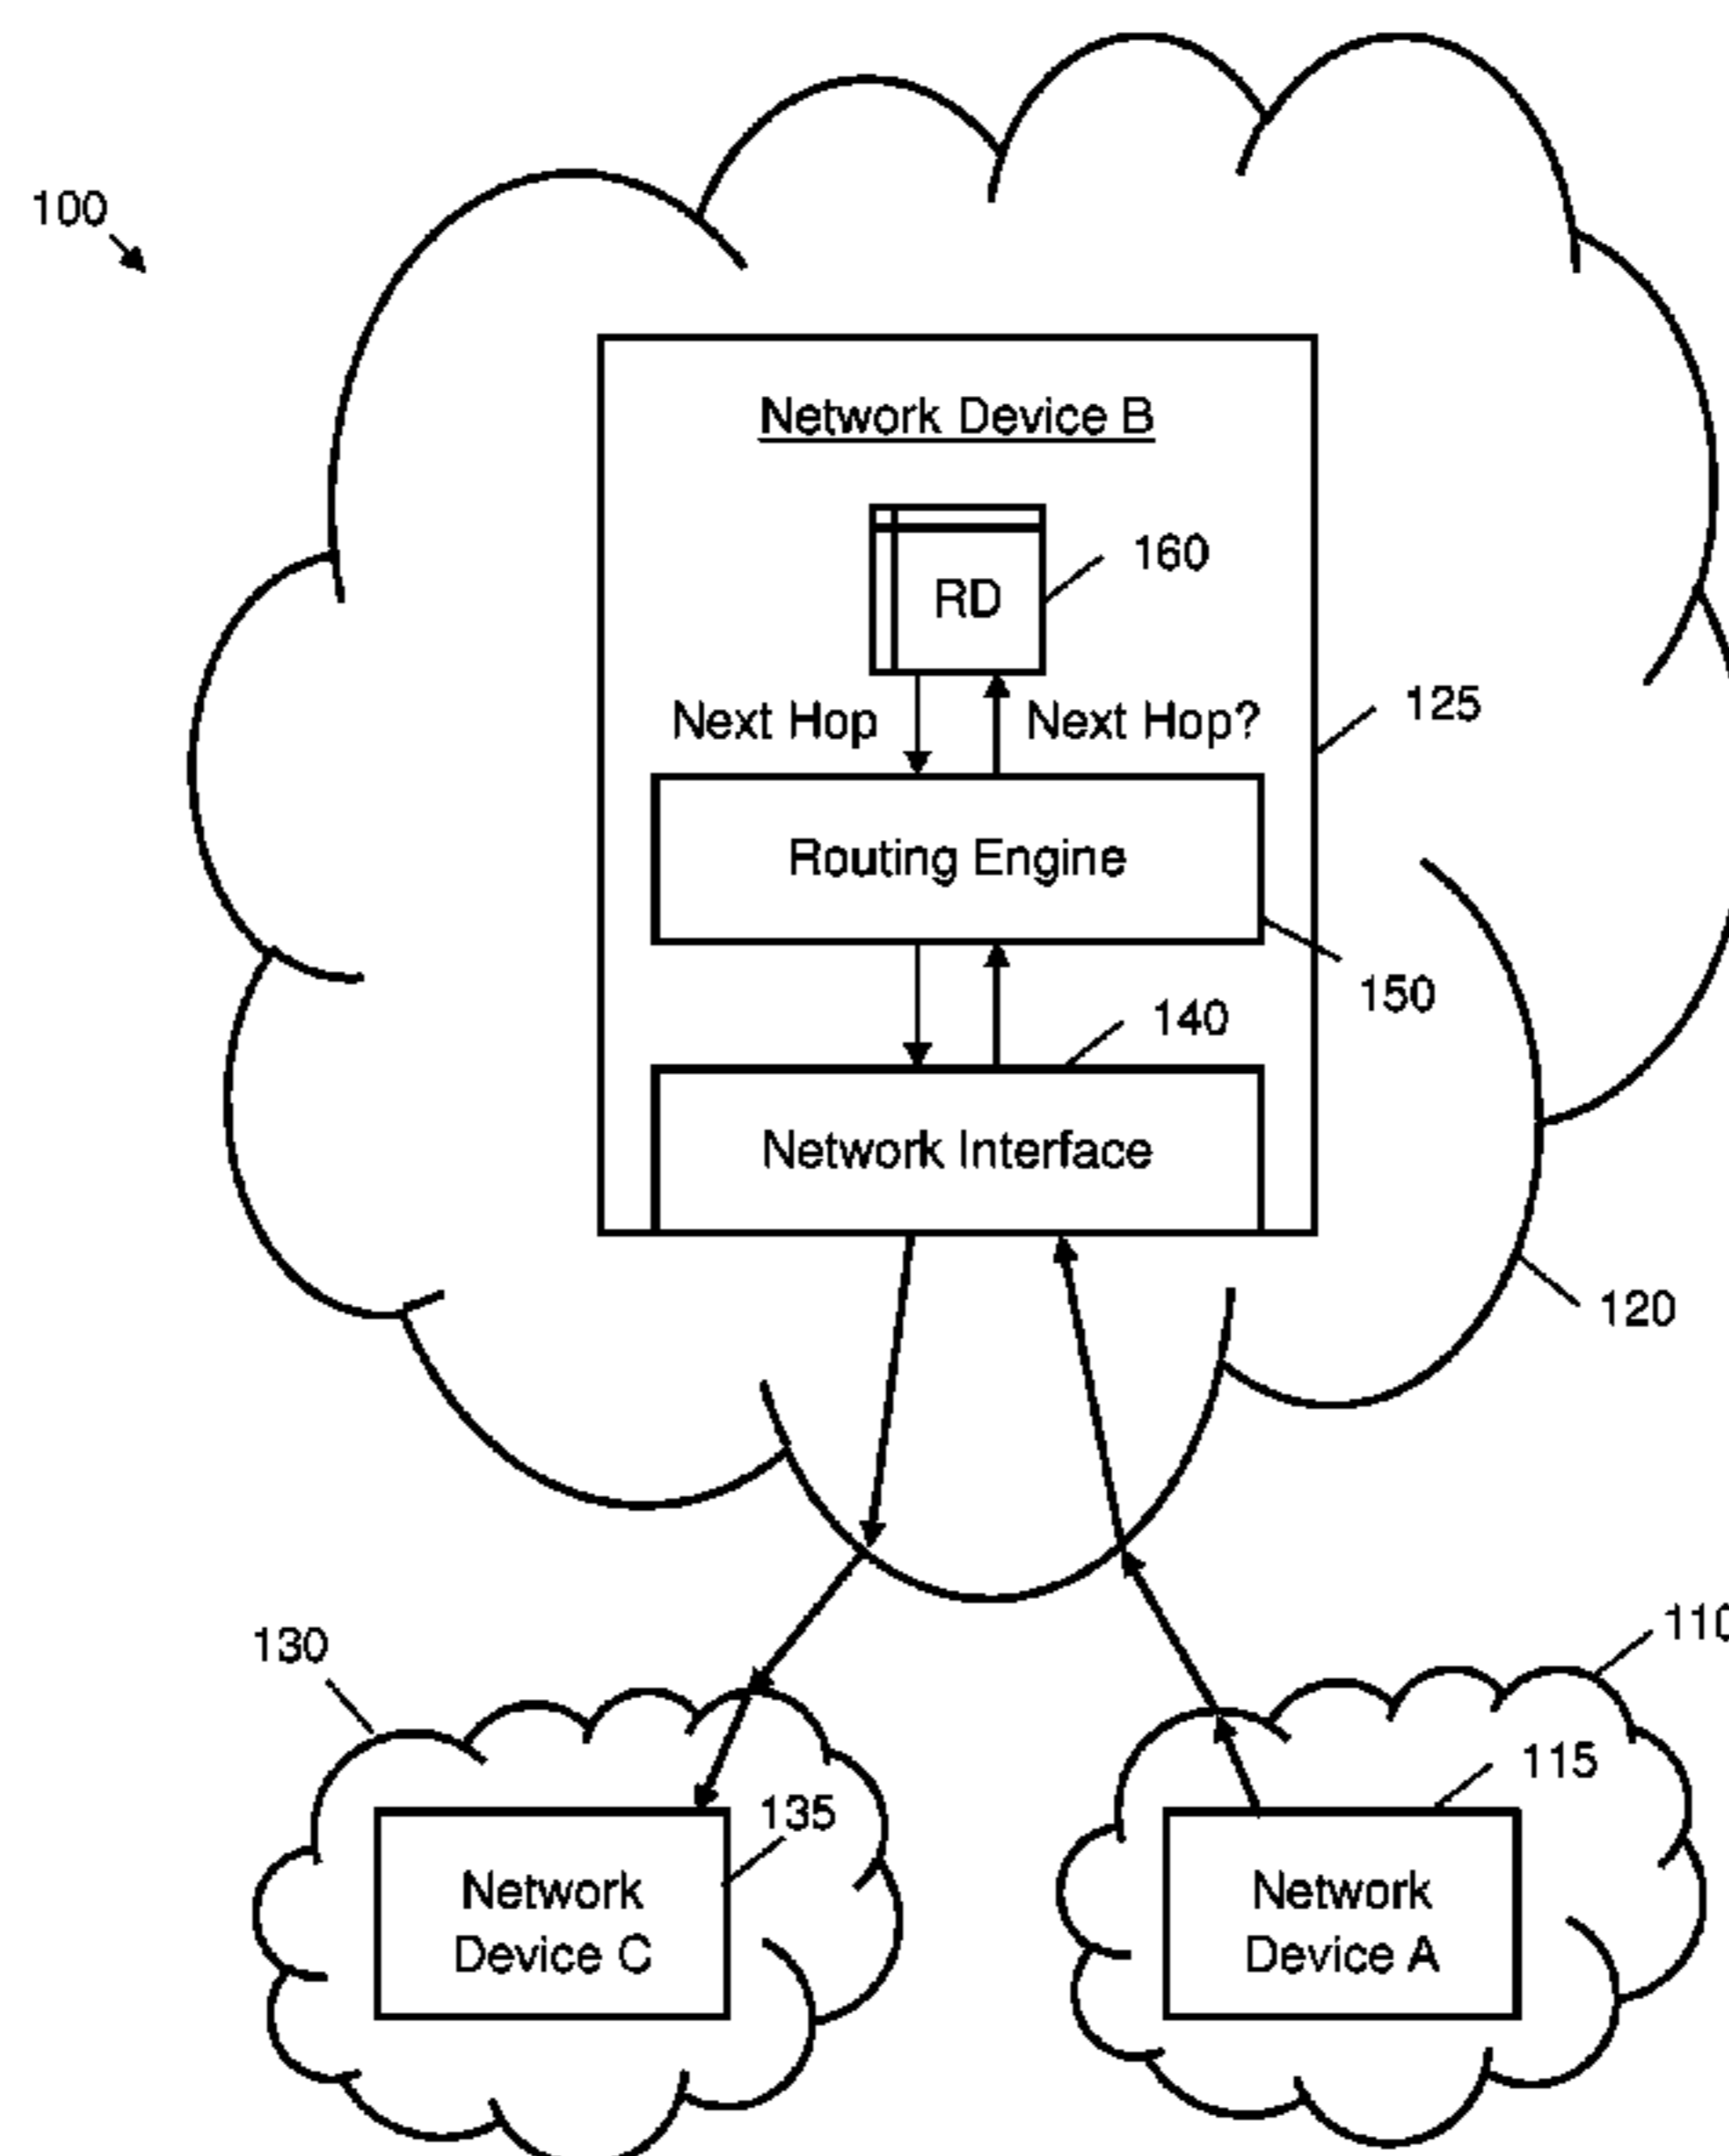 100
Network Device B
RD
160
Next Hop
Next Hop?
125
Routing Engine
150
140
Network Interface
120
130
110
115
135
Network
Device C
Network
Device A